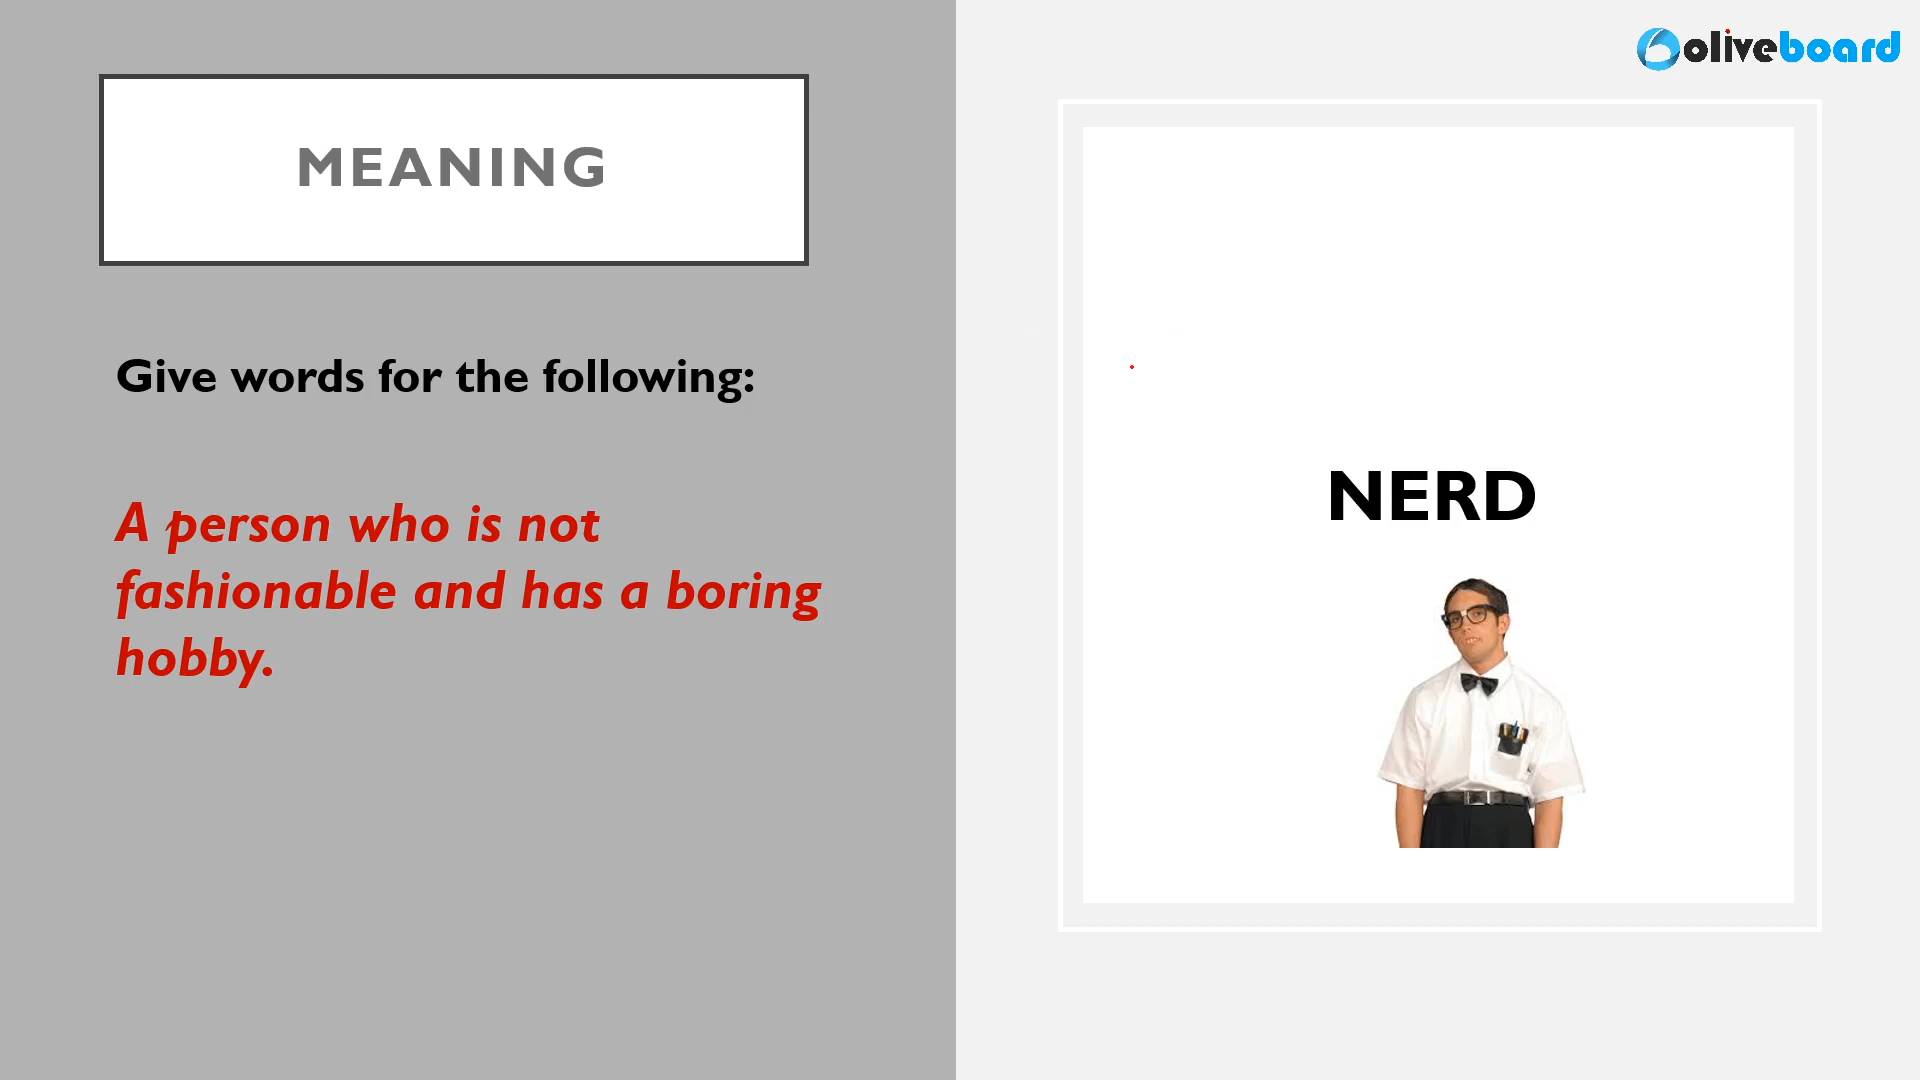 oliveboard
MEANING
Give words for the following:
A person who is not
fashionable and has a boring
hobby.
NERD